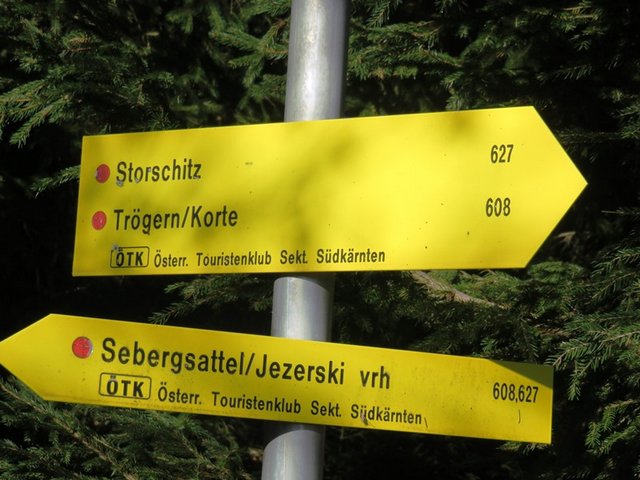 Storschitz 627
Trögern/Korte 608
ÖTK Österr. Touristenklub Sekt. Südkärnten
Sebergsattel/Jezerski vrh 608,627
ÖTK Österr. Touristenklub Sekt. Südkärnten